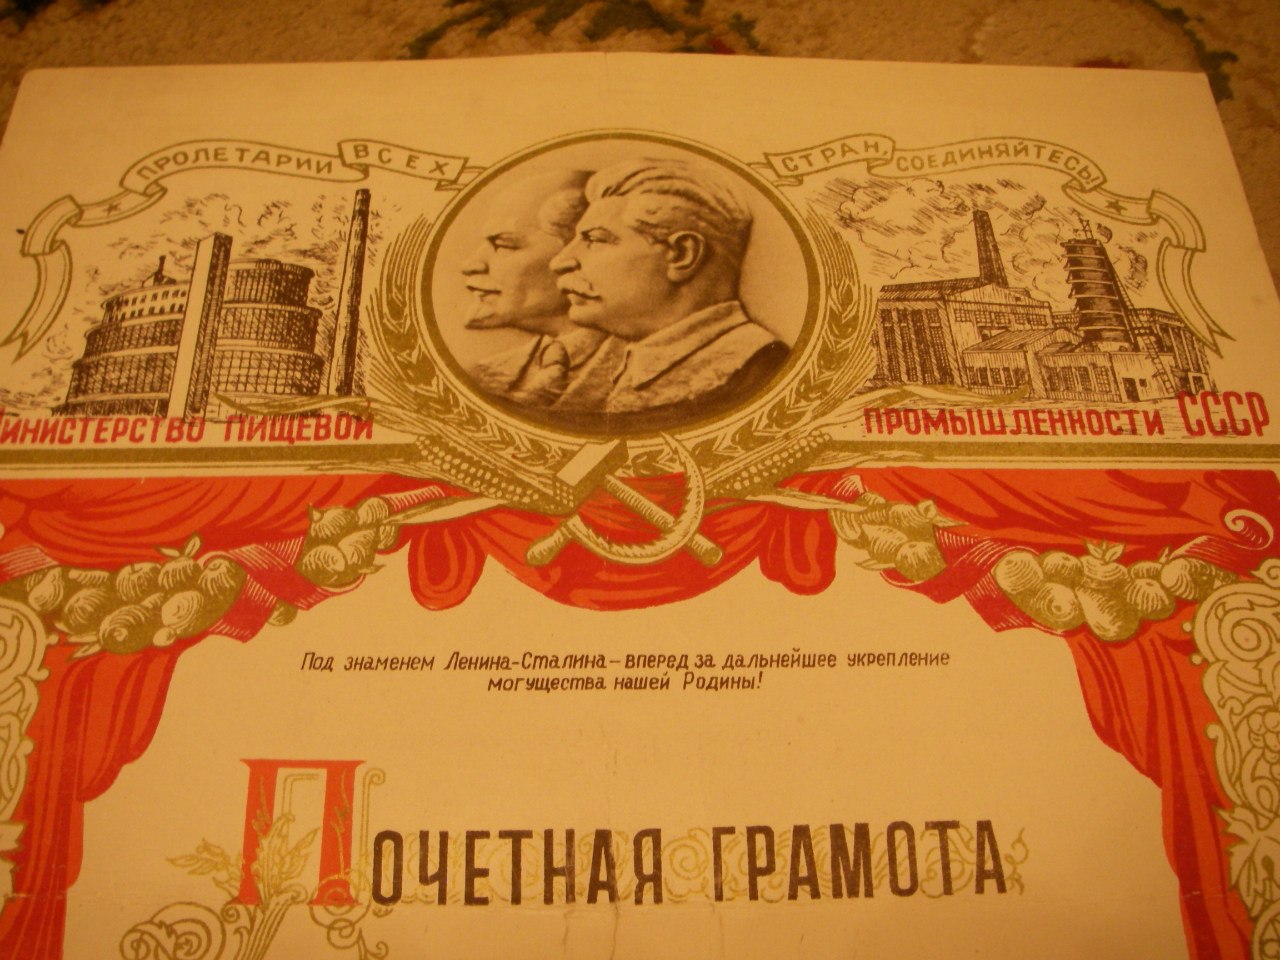 ПРОЛЕТАРИИ ВСЕХ СТРАН, СОЕДИНЯЙТЕСЬ!
МИНИСТЕРСТВО ПИЩЕВОЙ ПРОМЫШЛЕННОСТИ СССР
Под знаменем Ленина-Сталина – вперед за дальнейшее укрепление
могущества нашей Родины!
ПОЧЕТНАЯ ГРАМОТА